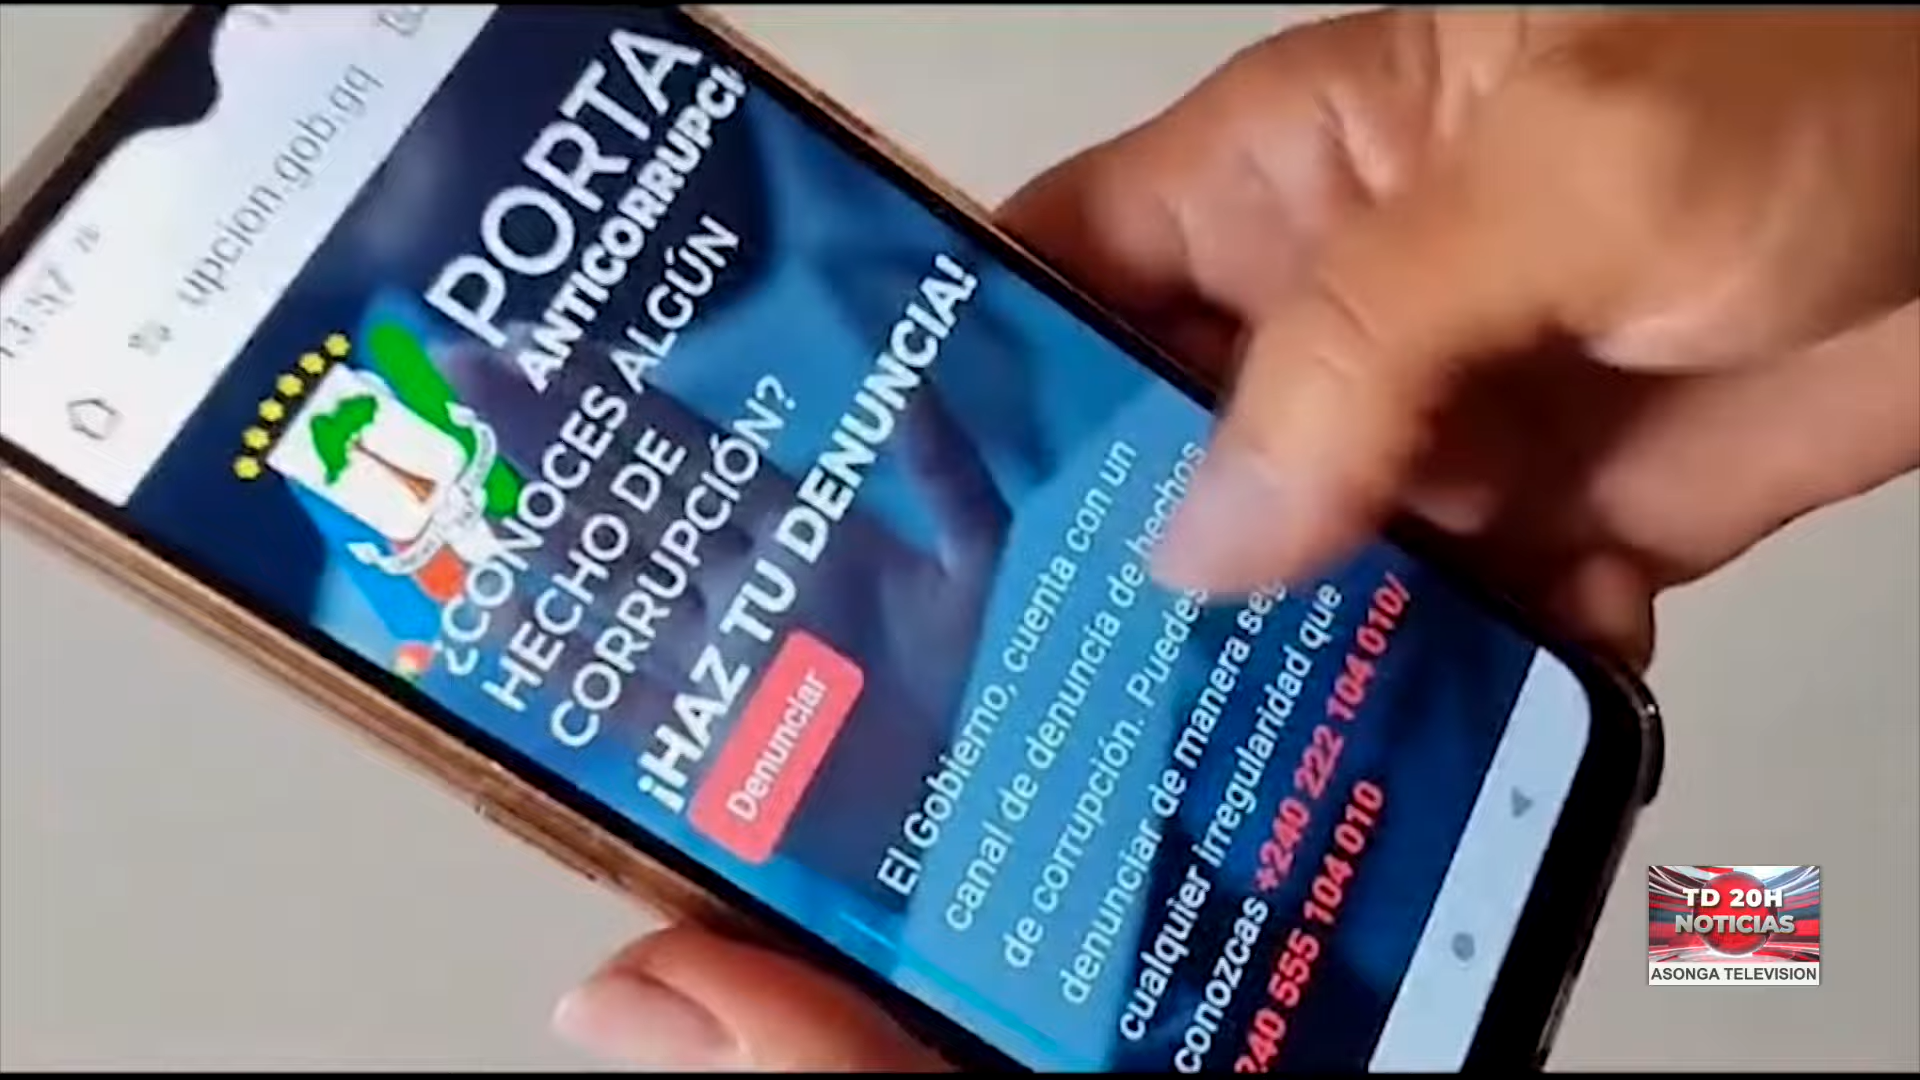 13:57
upcion.gob.gq
PORTA
ANTICORRUPCI
¿CONOCES ALGÚN
HECHO DE
CORRUPCIÓN?
¡HAZ TU DENUNCIA!
Denunciar
El Gobierno, cuenta con un
canal de denuncia de hechos
de corrupción. Puedes
denunciar de manera seg
cualquier irregularidad que
conozcas +240 222 104 010/
240 555 104 010
TD 20H
NOTICIAS
ASONGA TELEVISION